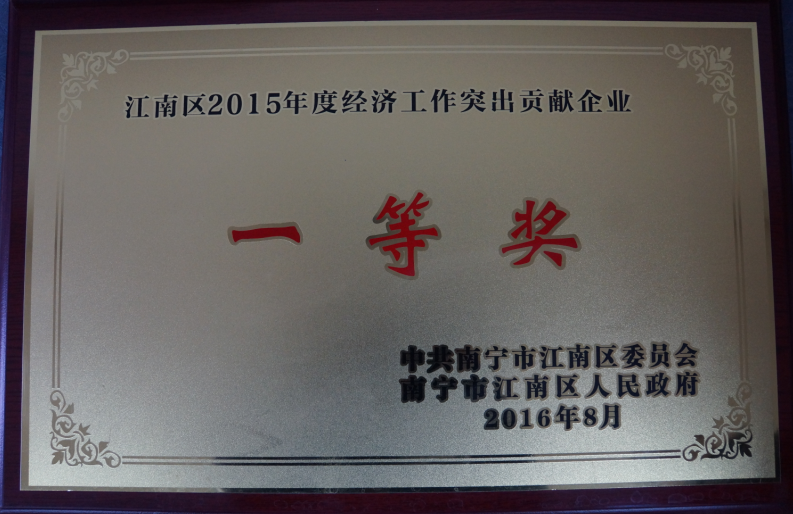 江南区2015年度经济工作突出贡献企业
一等奖
中共南宁市江南区委员会
南宁市江南区人民政府
2016年8月